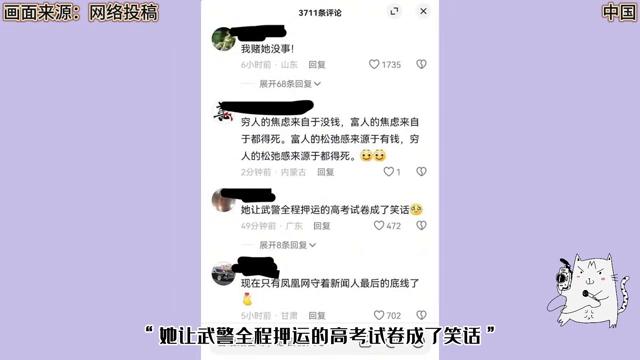 画面来源：网络投稿
中国
3711条评论
我赌她没事！
6小时前·山东 回复
1735
展开68条回复
穷人的焦虑来自于没钱，富人的焦虑来自
于都得死。富人的松弛感来源于有钱，穷
人的松弛感来源于都得死。
2分钟前·内蒙古 回复
1
她让武警全程押运的高考试卷成了笑话
49分钟前·广东 回复
472
展开8条回复
现在只有凤凰网守着新闻人最后的底线了
5小时前·甘肃 回复
702
“她让武警全程押运的高考试卷成了笑话”